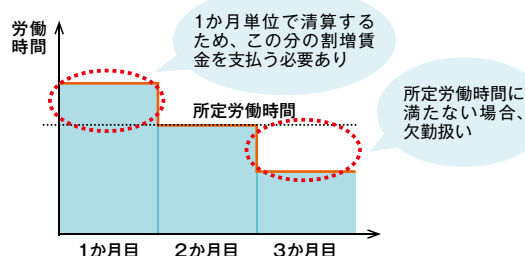 労働
時間
1か月単位で清算する
ため、この分の割増賃
金を支払う必要あり
所定労働時間
所定労働時間に
満たない場合、
欠勤扱い
1か月目
2か月目
3か月目